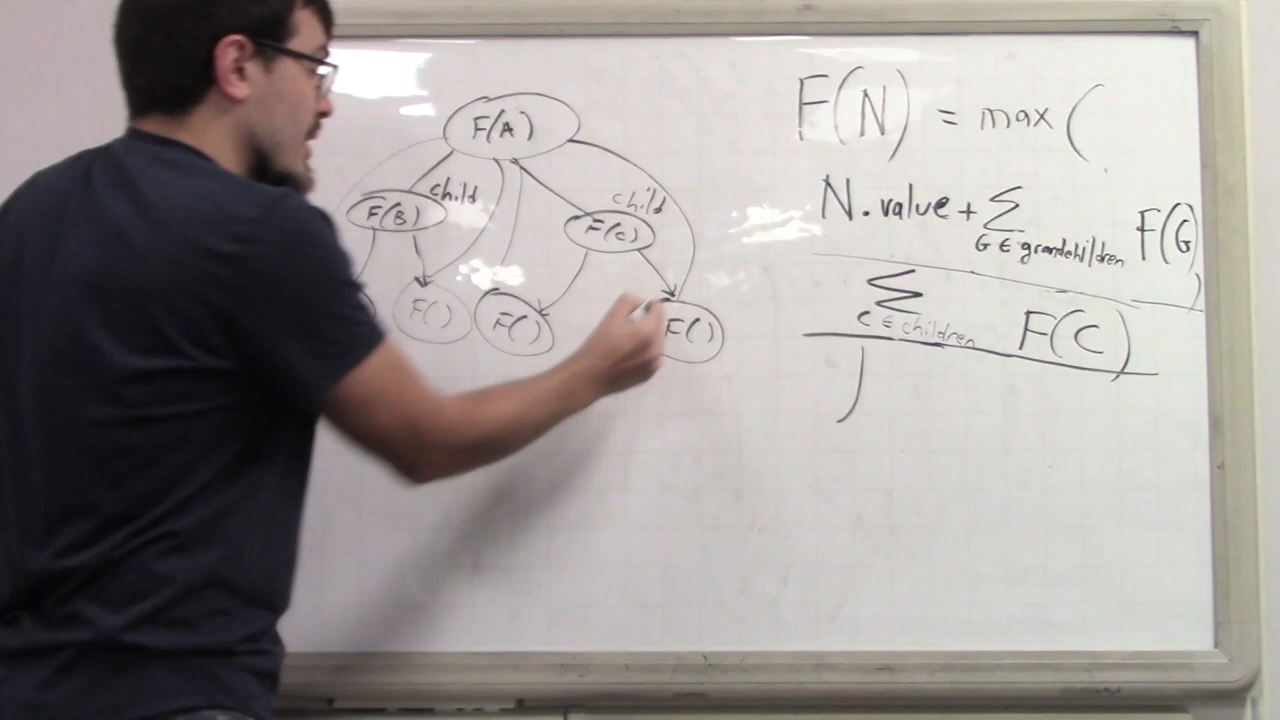 F(A)
child
child
F(B)
F(C)
F( )
F( )
F( )
F(N) = max (
N.value + ∑ F(G)
G ∈ grandchildren
)
∑ F(C)
C ∈ children
)